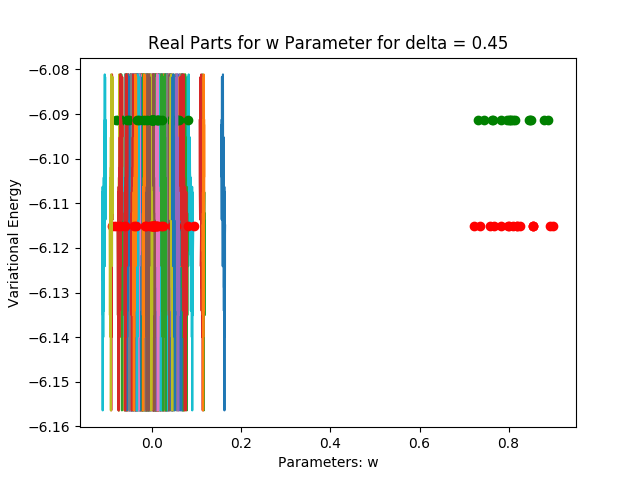 Real Parts for w Parameter for delta = 0.45
Variational Energy
−6.08
−6.09
−6.10
−6.11
−6.12
−6.13
−6.14
−6.15
−6.16
0.0 0.2 0.4 0.6 0.8
Parameters: w